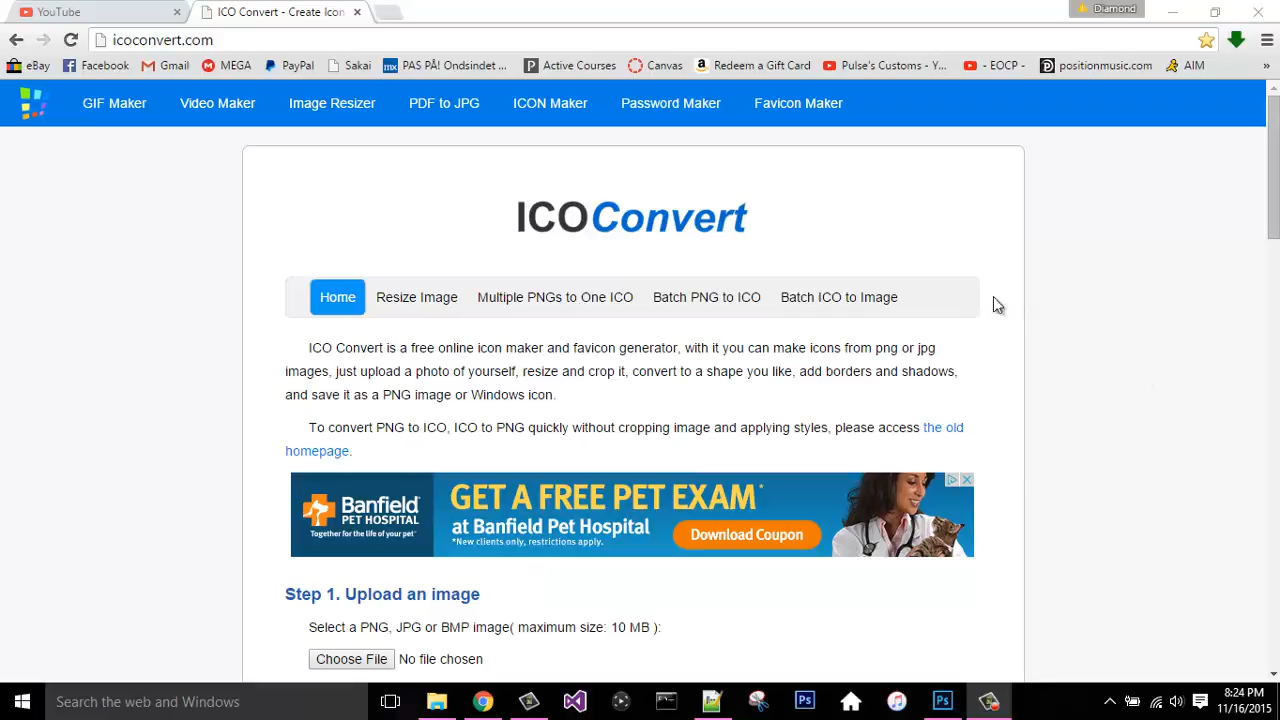 YouTube
ICO Convert - Create Icon
Diamond
icoconvert.com
eBay Facebook Gmail MEGA PayPal Sakai PAS PÅ! Ondsindet ... Active Courses Canvas Redeem a Gift Card Pulse's Customs - Y... - EOCP - positionmusic.com AIM »
GIF Maker Video Maker Image Resizer PDF to JPG ICON Maker Password Maker Favicon Maker
ICOConvert
Home Resize Image Multiple PNGs to One ICO Batch PNG to ICO Batch ICO to Image
ICO Convert is a free online icon maker and favicon generator, with it you can make icons from png or jpg
images, just upload a photo of yourself, resize and crop it, convert to a shape you like, add borders and shadows,
and save it as a PNG image or Windows icon.
To convert PNG to ICO, ICO to PNG quickly without cropping image and applying styles, please access the old
homepage.
Banfield
PET HOSPITAL
Together for the life of your pet
GET A FREE PET EXAM*
at Banfield Pet Hospital
*New clients only, restrictions apply.
Download Coupon
Step 1. Upload an image
Select a PNG, JPG or BMP image( maximum size: 10 MB ):
Choose File No file chosen
Search the web and Windows
8:24 PM
11/16/2015